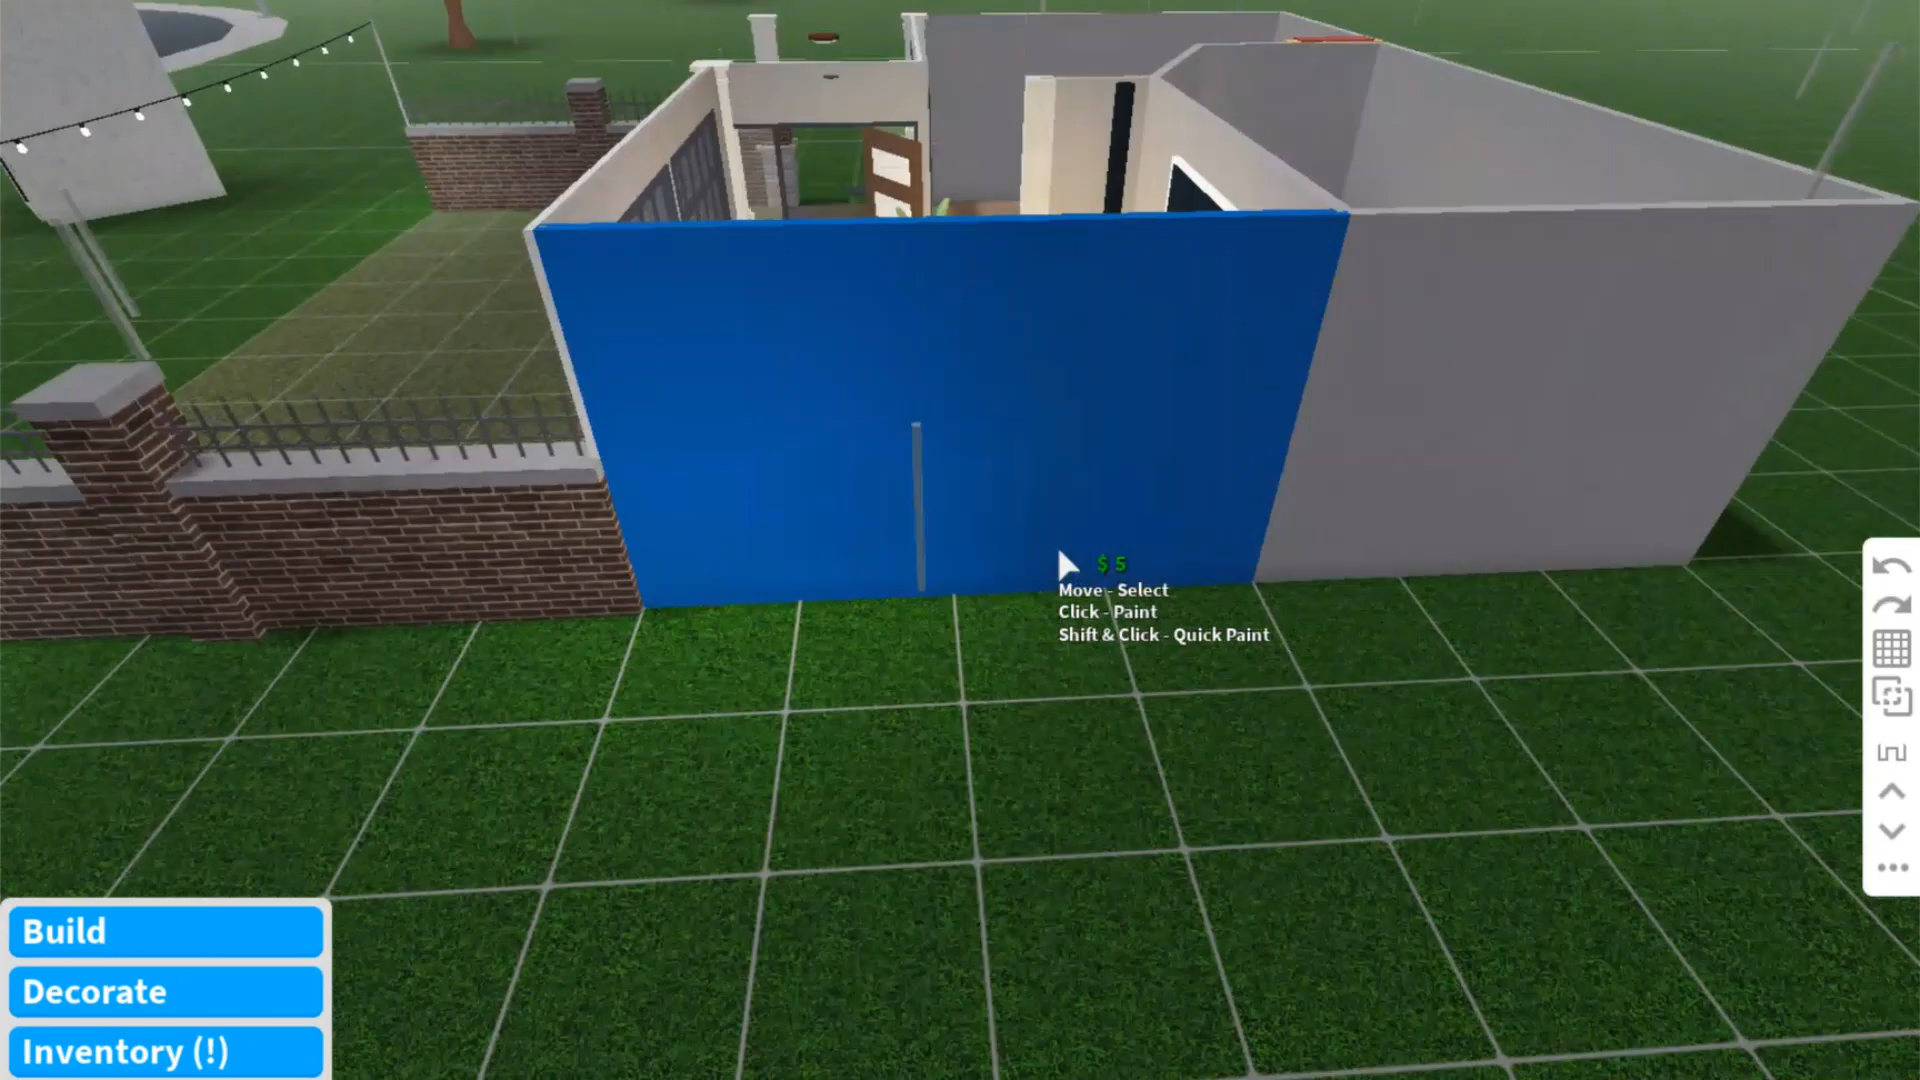 $ 5
Move - Select
Click - Paint
Shift & Click - Quick Paint
Build
Decorate
Inventory (!)